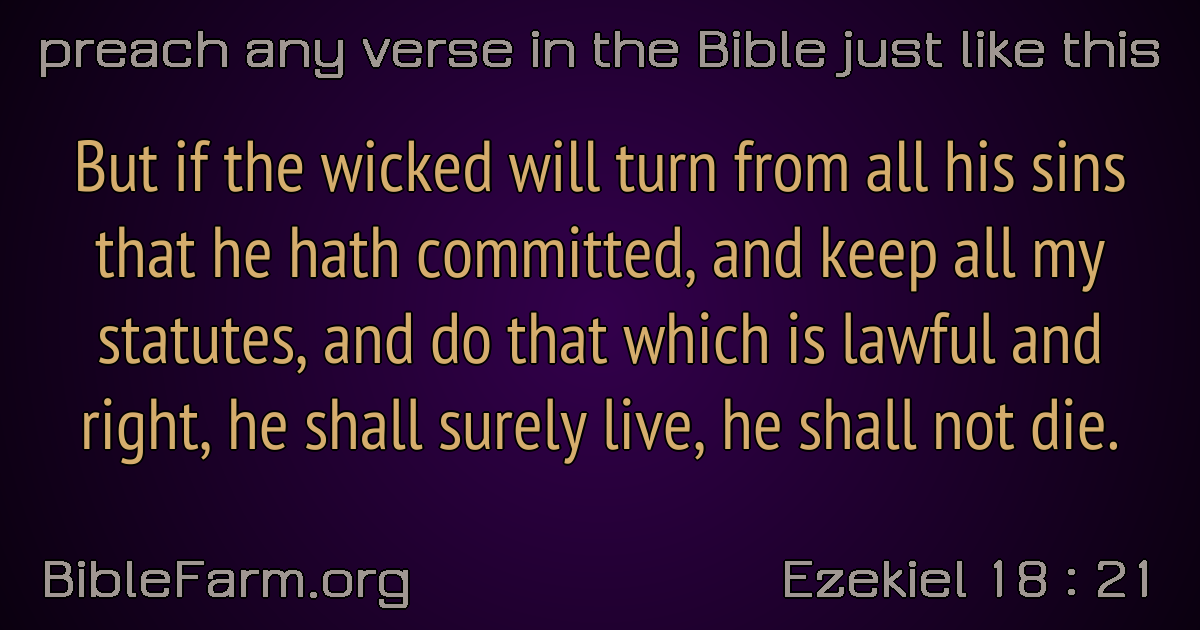 preach any verse in the Bible just like this
But if the wicked will turn from all his sins
that he hath committed, and keep all my
statutes, and do that which is lawful and
right, he shall surely live, he shall not die.
BibleFarm.org
Ezekiel 18 : 21